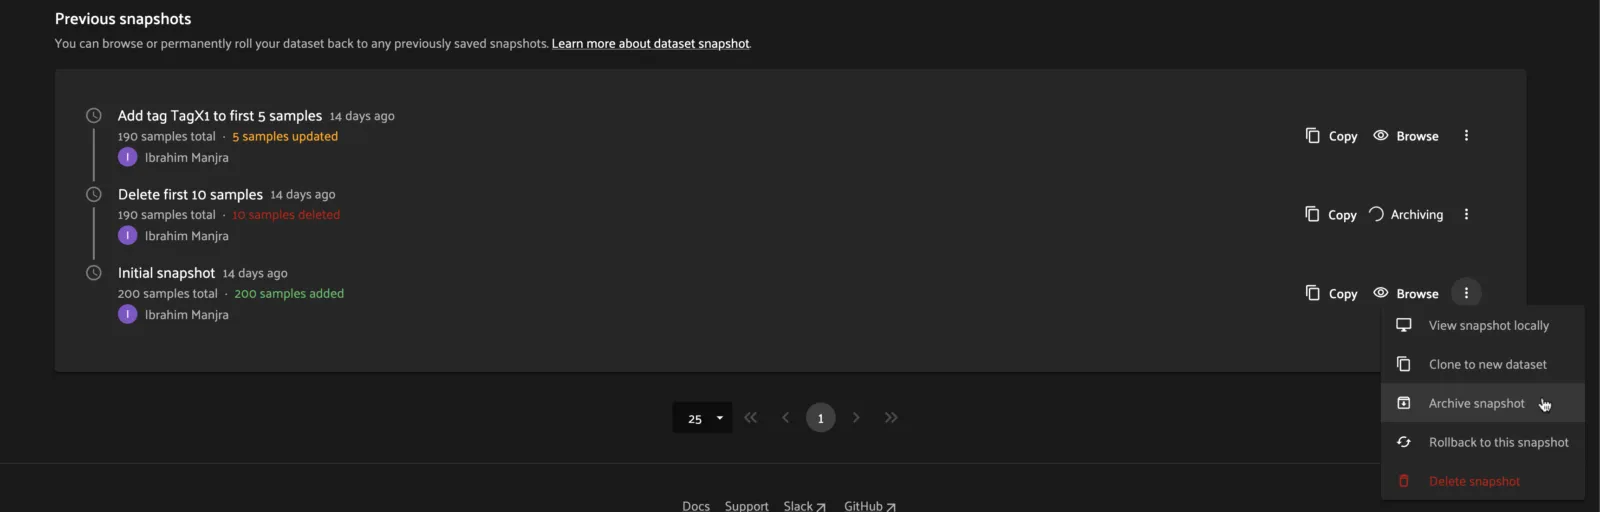 Previous snapshots
You can browse or permanently roll your dataset back to any previously saved snapshots. Learn more about dataset snapshot.
Add tag TagX1 to first 5 samples 14 days ago
190 samples total · 5 samples updated
I Ibrahim Manjra
Copy Browse
Delete first 10 samples 14 days ago
190 samples total · 10 samples deleted
I Ibrahim Manjra
Copy Archiving
Initial snapshot 14 days ago
200 samples total · 200 samples added
I Ibrahim Manjra
Copy Browse
View snapshot locally
Clone to new dataset
Archive snapshot
Rollback to this snapshot
Delete snapshot
25 1
Docs Support Slack GitHub